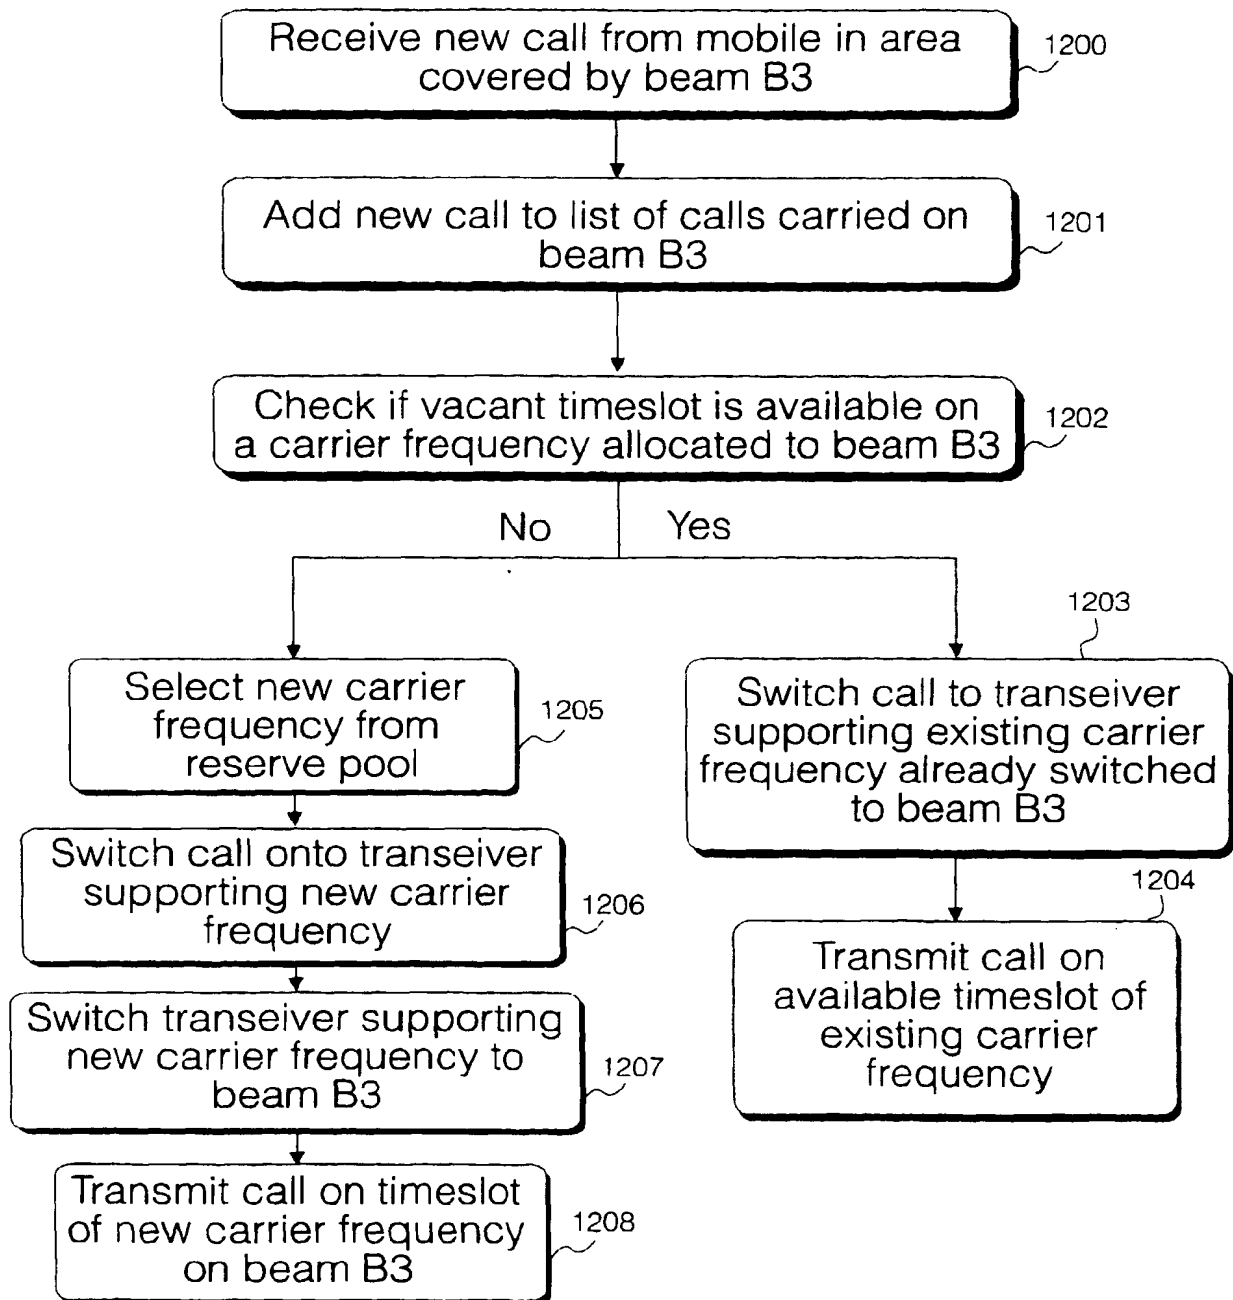 Receive new call from mobile in area
covered by beam B3
1200
Add new call to list of calls carried on
beam B3
1201
Check if vacant timeslot is available on
a carrier frequency allocated to beam B3
1202
No
Yes
Select new carrier
frequency from
reserve pool
1205
Switch call onto transeiver
supporting new carrier
frequency
1206
Switch transeiver supporting
new carrier frequency to
beam B3
1207
Transmit call on timeslot
of new carrier frequency
on beam B3
1208
1203
Switch call to transeiver
supporting existing carrier
frequency already switched
to beam B3
1204
Transmit call on
available timeslot of
existing carrier
frequency